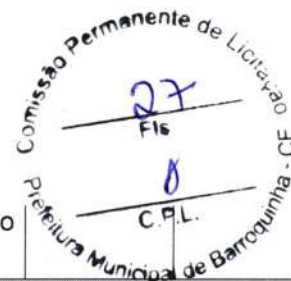 Comissão Permanente de Licitação
27
Fls
C.P.L.
Prefeitura Municipal de Barroquinha - CE
o